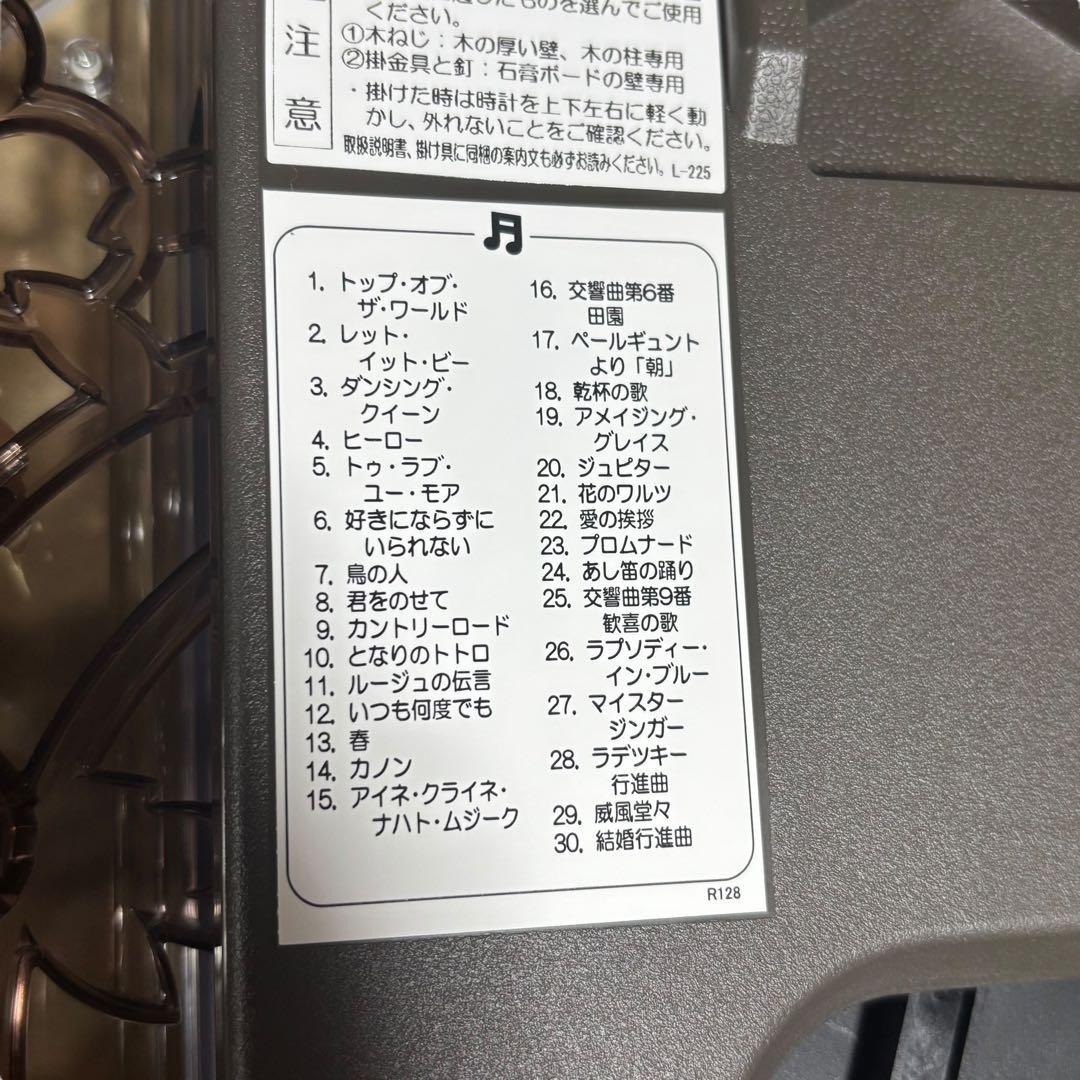 したものを選んでご使用
ください。
①木ねじ：木の厚い壁、木の柱専用
②掛金具と釘：石膏ボードの壁専用
・掛けた時は時計を上下左右に軽く動
かし、外れないことをご確認ください。
取扱説明書、掛け具に同梱の案内文も必ずお読みください。L-225
注意
1. トップ・オブ・
ザ・ワールド
2. レット・
イット・ビー
3. ダンシング・
クイーン
4. ヒーロー
5. トゥ・ラブ・
ユー・モア
6. 好きにならずに
いられない
7. 鳥の人
8. 君をのせて
9. カントリーロード
10. となりのトトロ
11. ルージュの伝言
12. いつも何度でも
13. 春
14. カノン
15. アイネ・クライネ・
ナハト・ムジーク
16. 交響曲第6番
田園
17. ペールギュント
より「朝」
18. 乾杯の歌
19. アメイジング・
グレイス
20. ジュピター
21. 花のワルツ
22. 愛の挨拶
23. プロムナード
24. あし笛の踊り
25. 交響曲第9番
歓喜の歌
26. ラプソディー・
イン・ブルー
27. マイスター
ジンガー
28. ラデツキー
行進曲
29. 威風堂々
30. 結婚行進曲
R128